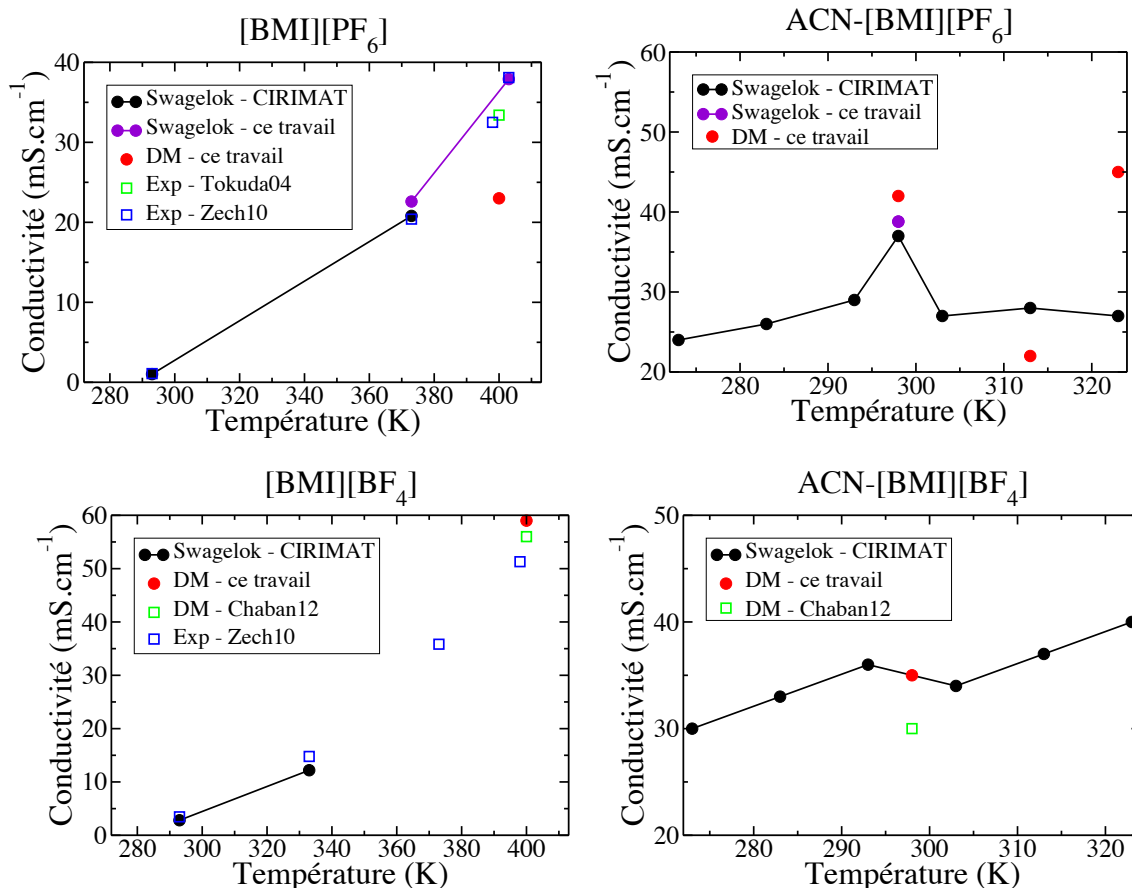 [BMI][PF6]
Conductivité (mS.cm-1)
40
30
20
10
0
Swagelok - CIRIMAT
Swagelok - ce travail
DM - ce travail
Exp - Tokuda04
Exp - Zech10
280 300 320 340 360 380 400
Température (K)
ACN-[BMI][PF6]
Conductivité (mS.cm-1)
60
50
40
30
20
Swagelok - CIRIMAT
Swagelok - ce travail
DM - ce travail
280 290 300 310 320
Température (K)
[BMI][BF4]
Conductivité (mS.cm-1)
60
50
40
30
20
10
0
Swagelok - CIRIMAT
DM - ce travail
DM - Chaban12
Exp - Zech10
280 300 320 340 360 380 400
Température (K)
ACN-[BMI][BF4]
Conductivité (mS.cm-1)
50
40
30
20
Swagelok - CIRIMAT
DM - ce travail
DM - Chaban12
280 290 300 310 320
Température (K)